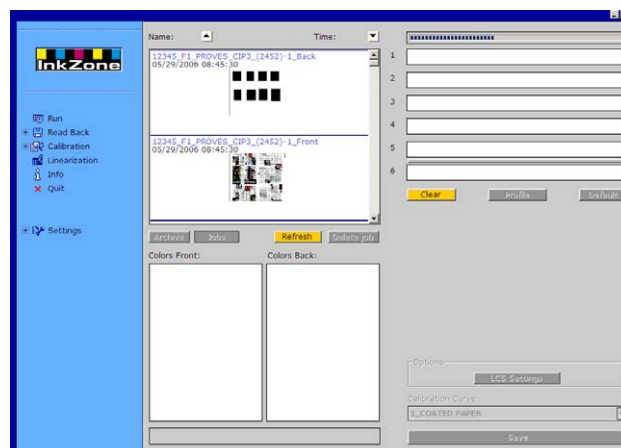 InkZone
Run
Read Back
Calibration
Linearization
Info
Quit
Settings
Name:
Time:
12345_F1_PROVES_CIP3_(2452)-1_Back
05/29/2006 08:45:30
12345_F1_PROVES_CIP3_(2452)-1_Front
05/29/2006 08:45:30
Archive
Jobs
Refresh
Delete job
Colors Front:
Colors Back:
1
2
3
4
5
6
Clear
Profile
Default
Options
LCS Settings
Calibration Curve:
1_COATED PAPER
Save